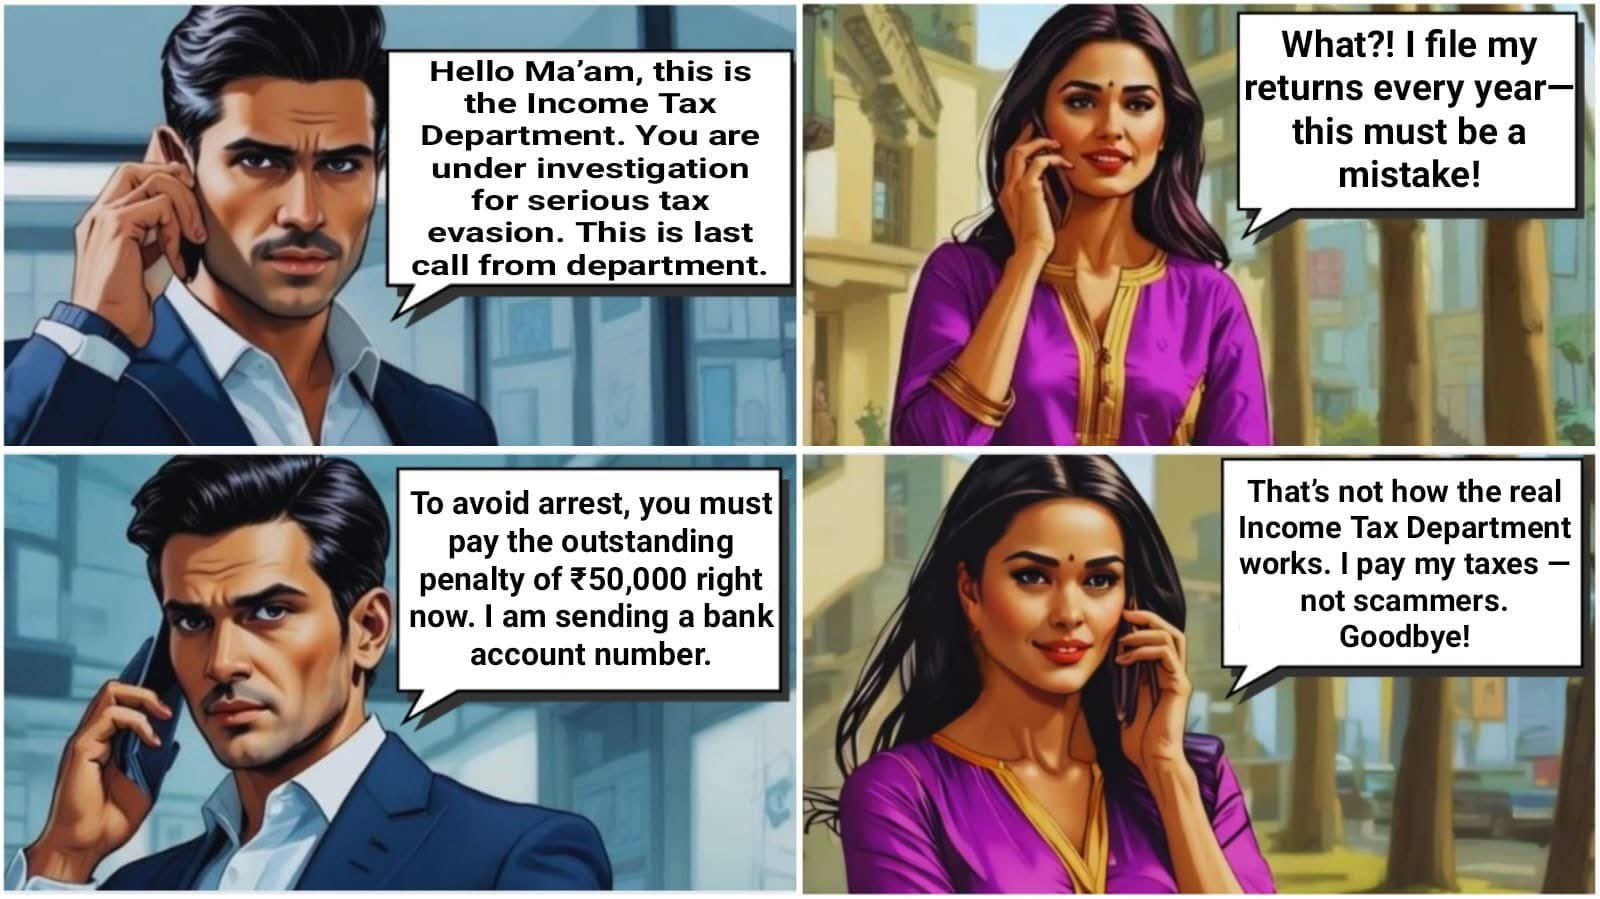 Hello Ma’am, this is
the Income Tax
Department. You are
under investigation
for serious tax
evasion. This is last
call from department.
What?! I file my
returns every year—
this must be a
mistake!
To avoid arrest, you must
pay the outstanding
penalty of ₹50,000 right
now. I am sending a bank
account number.
That’s not how the real
Income Tax Department
works. I pay my taxes —
not scammers.
Goodbye!